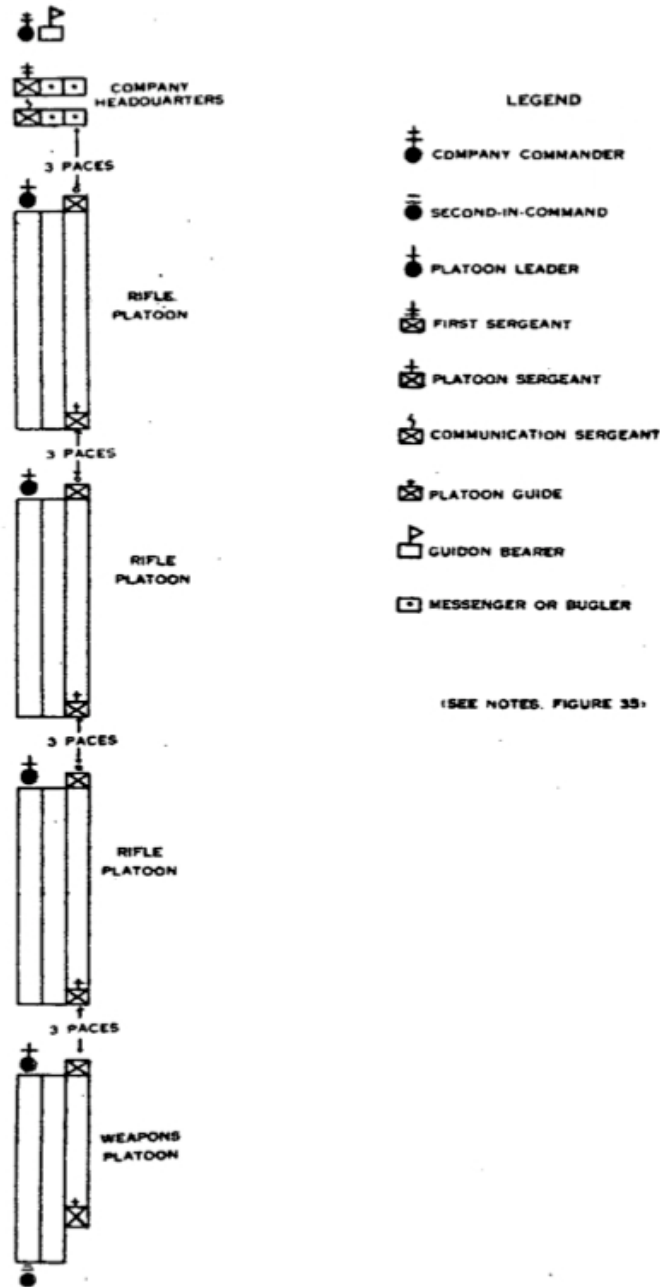 COMPANY
HEADQUARTERS
3 PACES
RIFLE
PLATOON
3 PACES
RIFLE
PLATOON
3 PACES
RIFLE
PLATOON
3 PACES
WEAPONS
PLATOON
LEGEND
COMPANY COMMANDER
SECOND-IN-COMMAND
PLATOON LEADER
FIRST SERGEANT
PLATOON SERGEANT
COMMUNICATION SERGEANT
PLATOON GUIDE
GUIDON BEARER
MESSENGER OR BUGLER
(SEE NOTES, FIGURE 35)